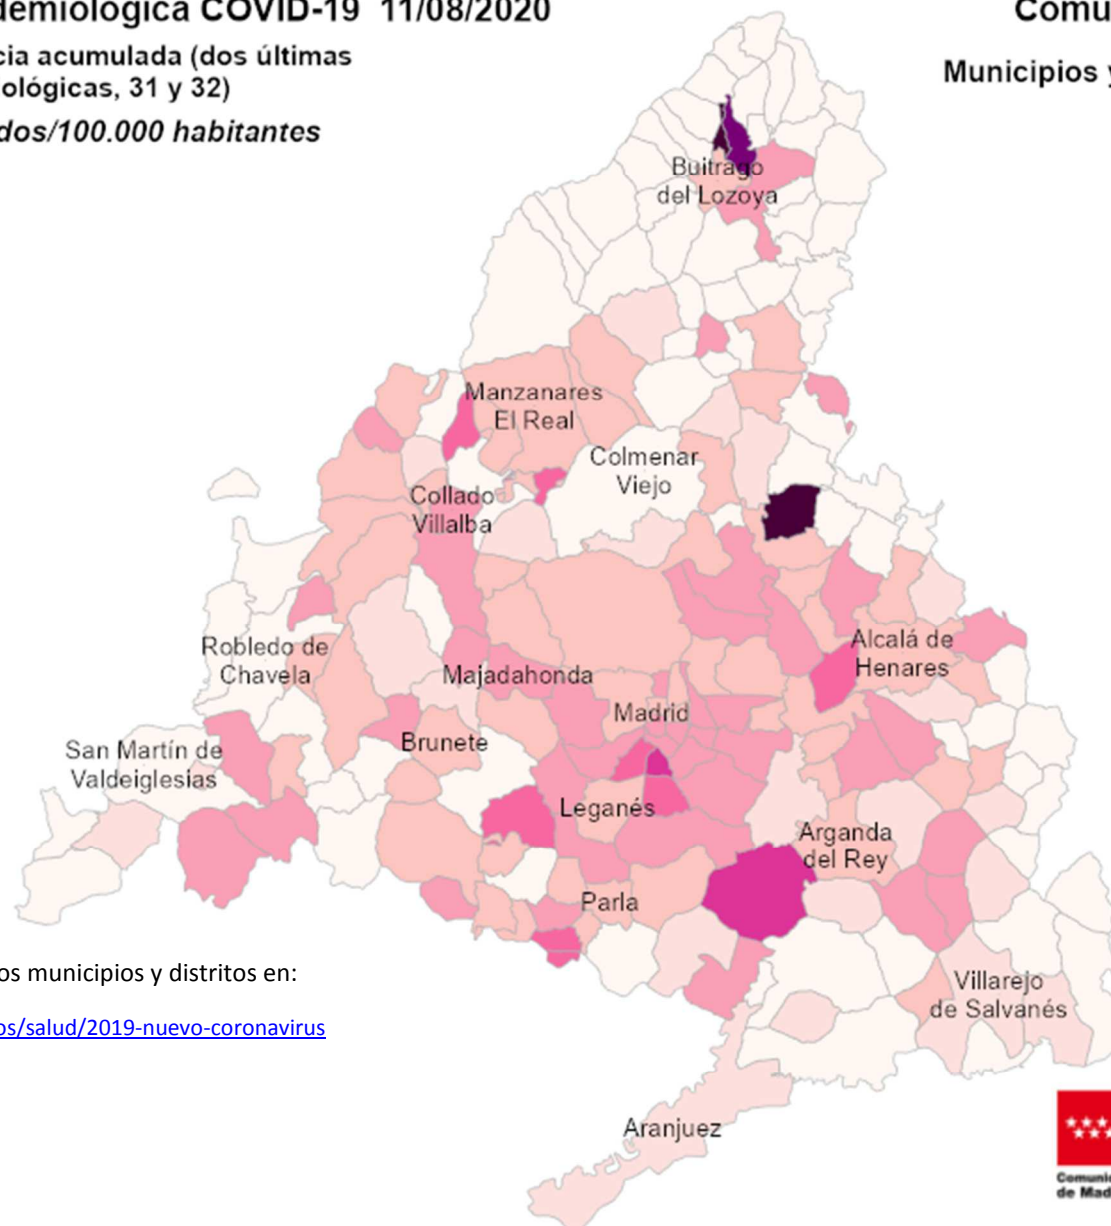 demiológica COVID-19 11/08/2020
Comu
cia acumulada (dos últimas
ológicas, 31 y 32)
Municipios y
dos/100.000 habitantes
Buitrago
del Lozoya
Manzanares
El Real
Colmenar
Viejo
Collado
Villalba
Alcalá de
Henares
Robledo de
Chavela
Majadahonda
Madrid
Brunete
San Martín de
Valdeiglesias
Leganés
Arganda
del Rey
Parla
os municipios y distritos en:
Villarejo
de Salvanés
os/salud/2019-nuevo-coronavirus
Aranjuez
Comuni
de Mad